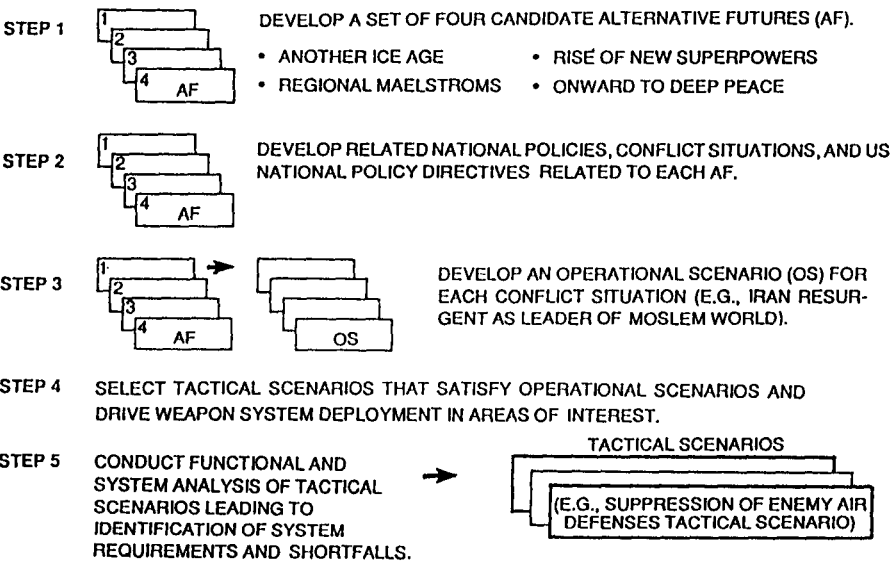 STEP 1
1
2
3
4
AF
DEVELOP A SET OF FOUR CANDIDATE ALTERNATIVE FUTURES (AF).
• ANOTHER ICE AGE
• RISE OF NEW SUPERPOWERS
• REGIONAL MAELSTROMS
• ONWARD TO DEEP PEACE
STEP 2
1
2
3
4
AF
DEVELOP RELATED NATIONAL POLICIES, CONFLICT SITUATIONS, AND US
NATIONAL POLICY DIRECTIVES RELATED TO EACH AF.
STEP 3
1
2
3
4
AF
OS
DEVELOP AN OPERATIONAL SCENARIO (OS) FOR
EACH CONFLICT SITUATION (E.G., IRAN RESUR-
GENT AS LEADER OF MOSLEM WORLD).
STEP 4
SELECT TACTICAL SCENARIOS THAT SATISFY OPERATIONAL SCENARIOS AND
DRIVE WEAPON SYSTEM DEPLOYMENT IN AREAS OF INTEREST.
STEP 5
CONDUCT FUNCTIONAL AND
SYSTEM ANALYSIS OF TACTICAL
SCENARIOS LEADING TO
IDENTIFICATION OF SYSTEM
REQUIREMENTS AND SHORTFALLS.
TACTICAL SCENARIOS
(E.G., SUPPRESSION OF ENEMY AIR
DEFENSES TACTICAL SCENARIO)